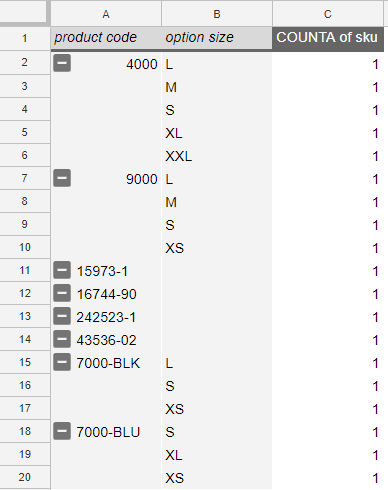 A B C
1 product code option size COUNTA of sku
2 4000 L 1
3 M 1
4 S 1
5 XL 1
6 XXL 1
7 9000 L 1
8 M 1
9 S 1
10 XS 1
11 15973-1 1
12 16744-90 1
13 242523-1 1
14 43536-02 1
15 7000-BLK L 1
16 S 1
17 XS 1
18 7000-BLU S 1
19 XL 1
20 XS 1